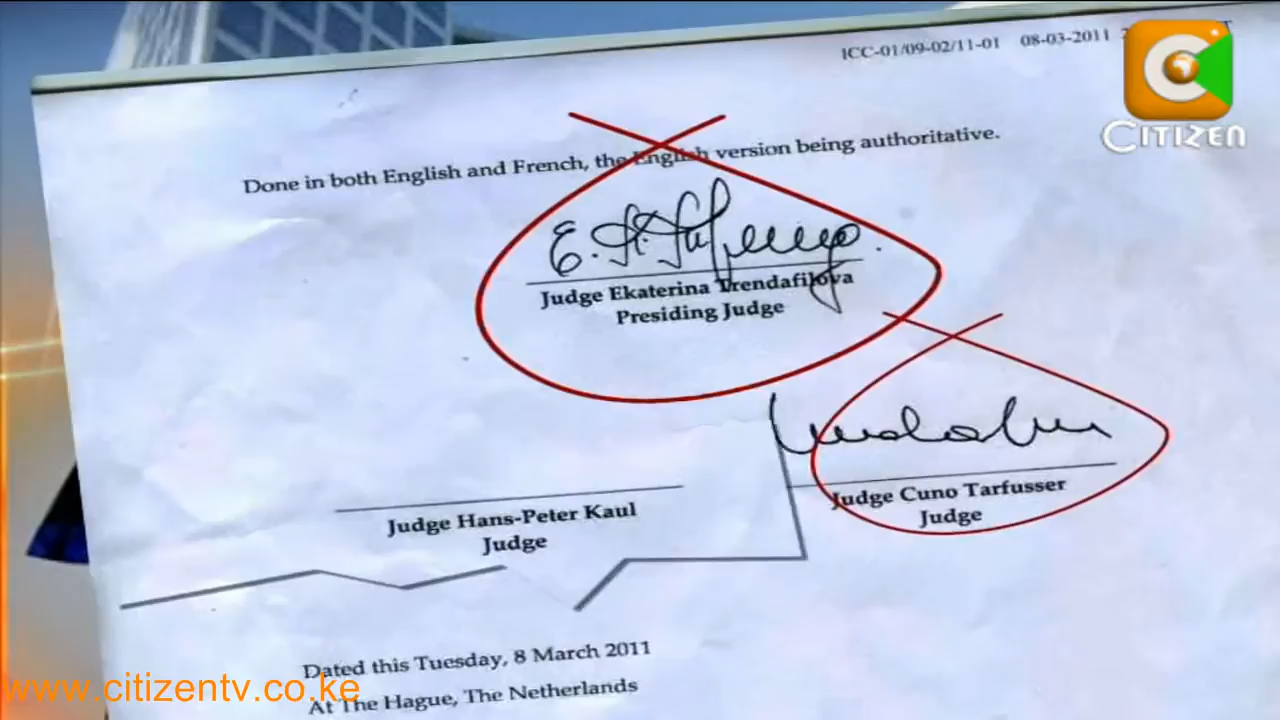 ICC-01/09-02/11-01 08-03-2011
CITIZEN
Done in both English and French, the English version being authoritative.
Judge Ekaterina Trendafilova
Presiding Judge
Judge Hans-Peter Kaul
Judge
Judge Cuno Tarfusser
Judge
Dated this Tuesday, 8 March 2011
At The Hague, The Netherlands
www.citizentv.co.ke